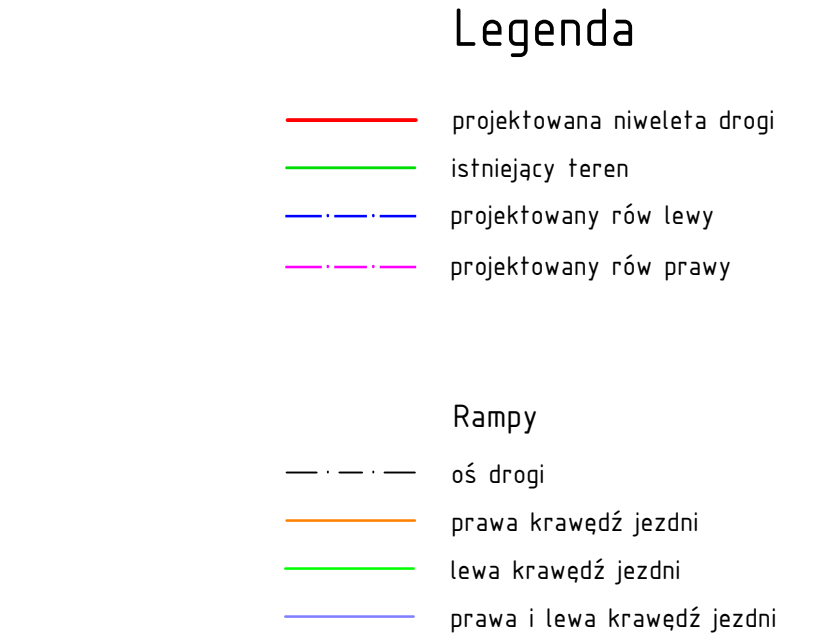 Legenda
projektowana niweleta drogi
istniejący teren
projektowany rów lewy
projektowany rów prawy
Rampy
oś drogi
prawa krawędź jezdni
lewa krawędź jezdni
prawa i lewa krawędź jezdni